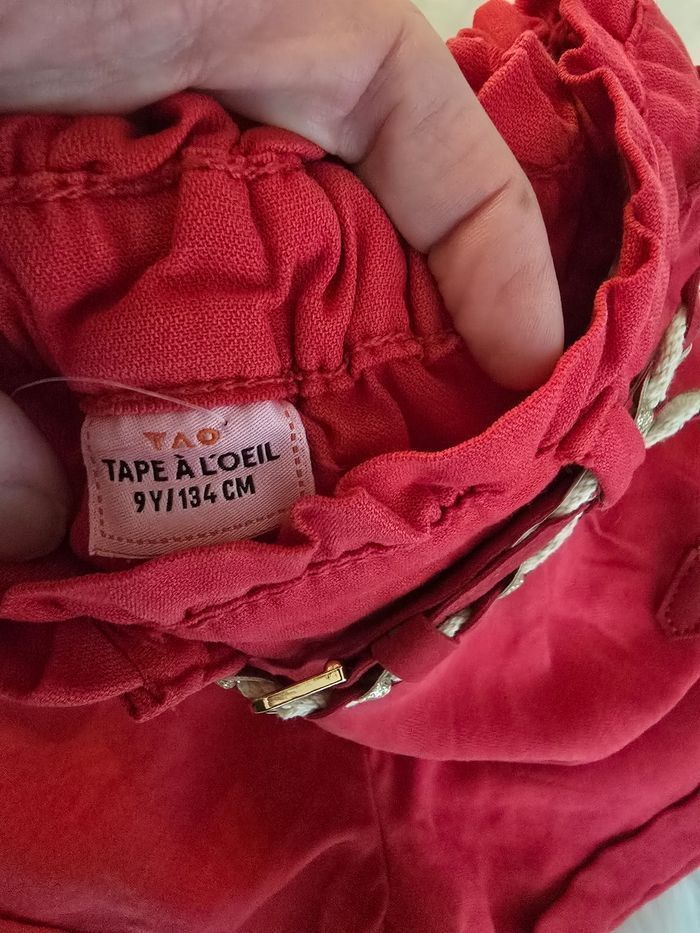 TAO
TAPE À L'OEIL
9Y/134 CM